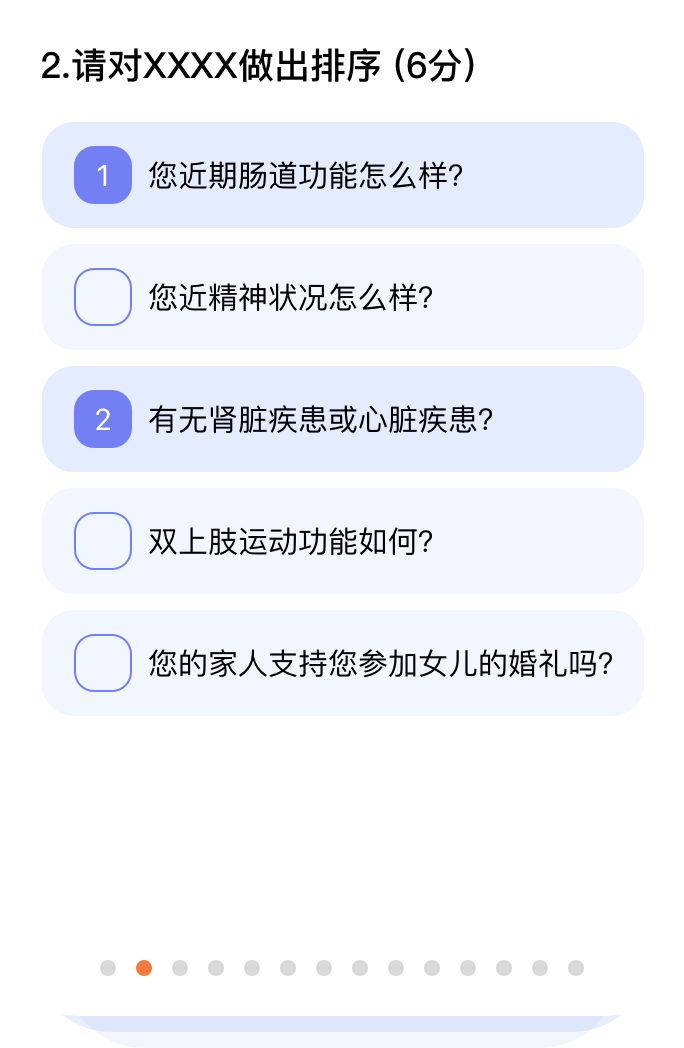 2.请对XXXX做出排序 (6分)
1 您近期肠道功能怎么样?
您近精神状况怎么样?
2 有无肾脏疾患或心脏疾患?
双上肢运动功能如何?
您的家人支持您参加女儿的婚礼吗?